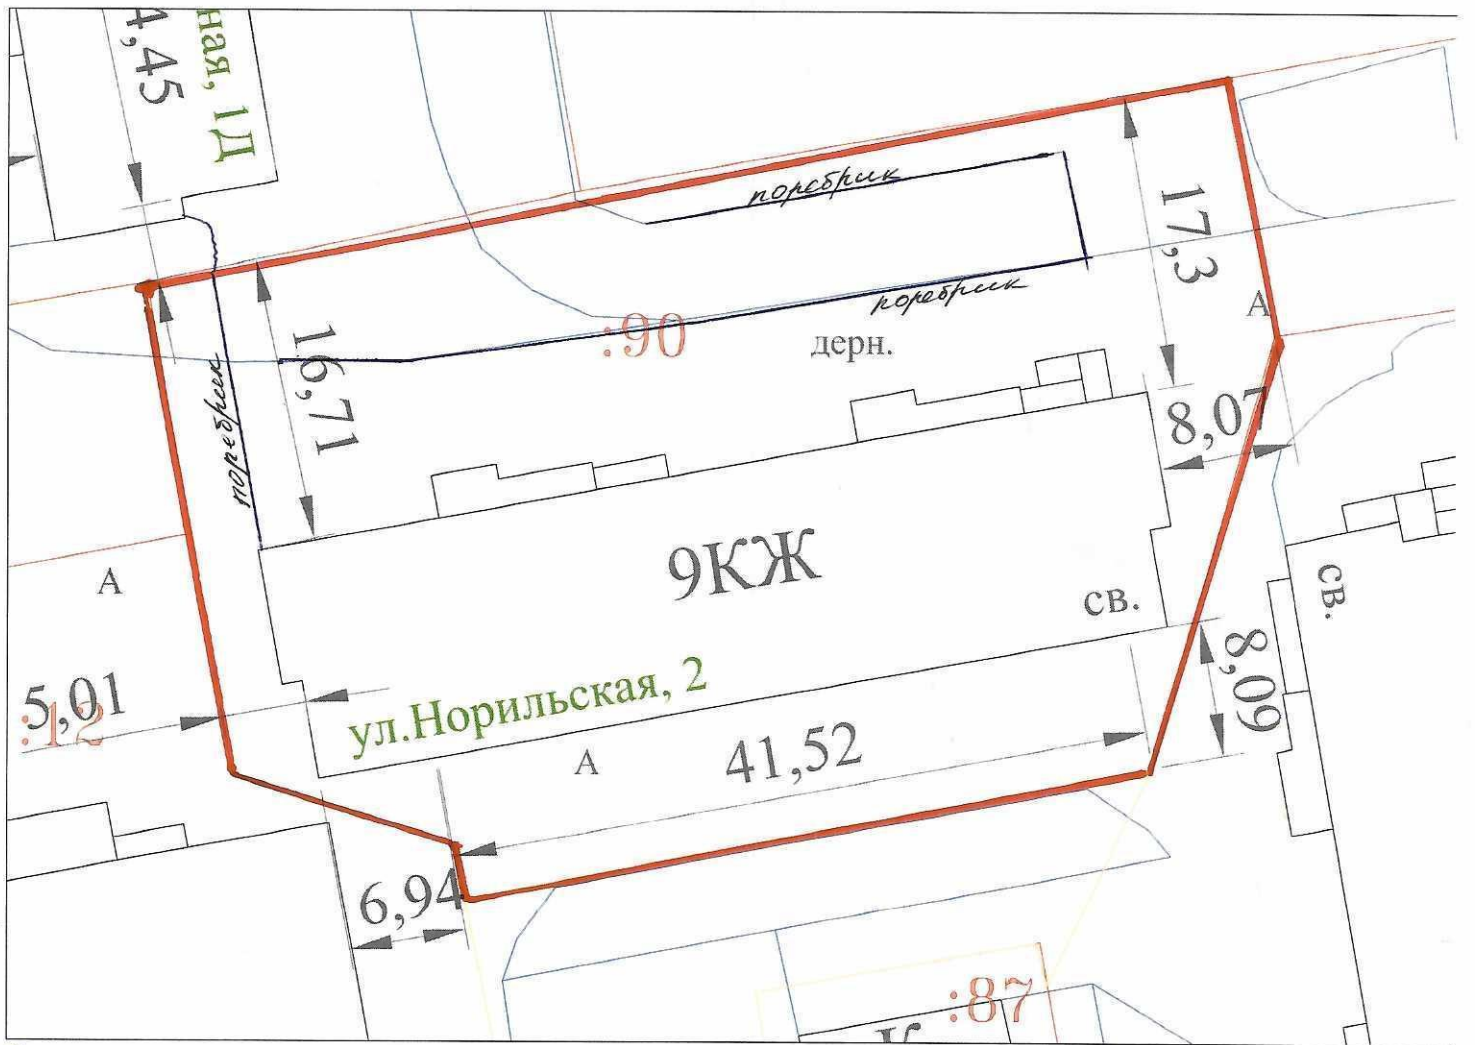 4,45
ная, 1Д
поребрик
17,3
поребрик
А
:90
дерн.
16,71
поребрик
8,07
9КЖ
А
св.
св.
5,01
:12
ул.Норильская, 2
8,09
А
41,52
6,94
:87